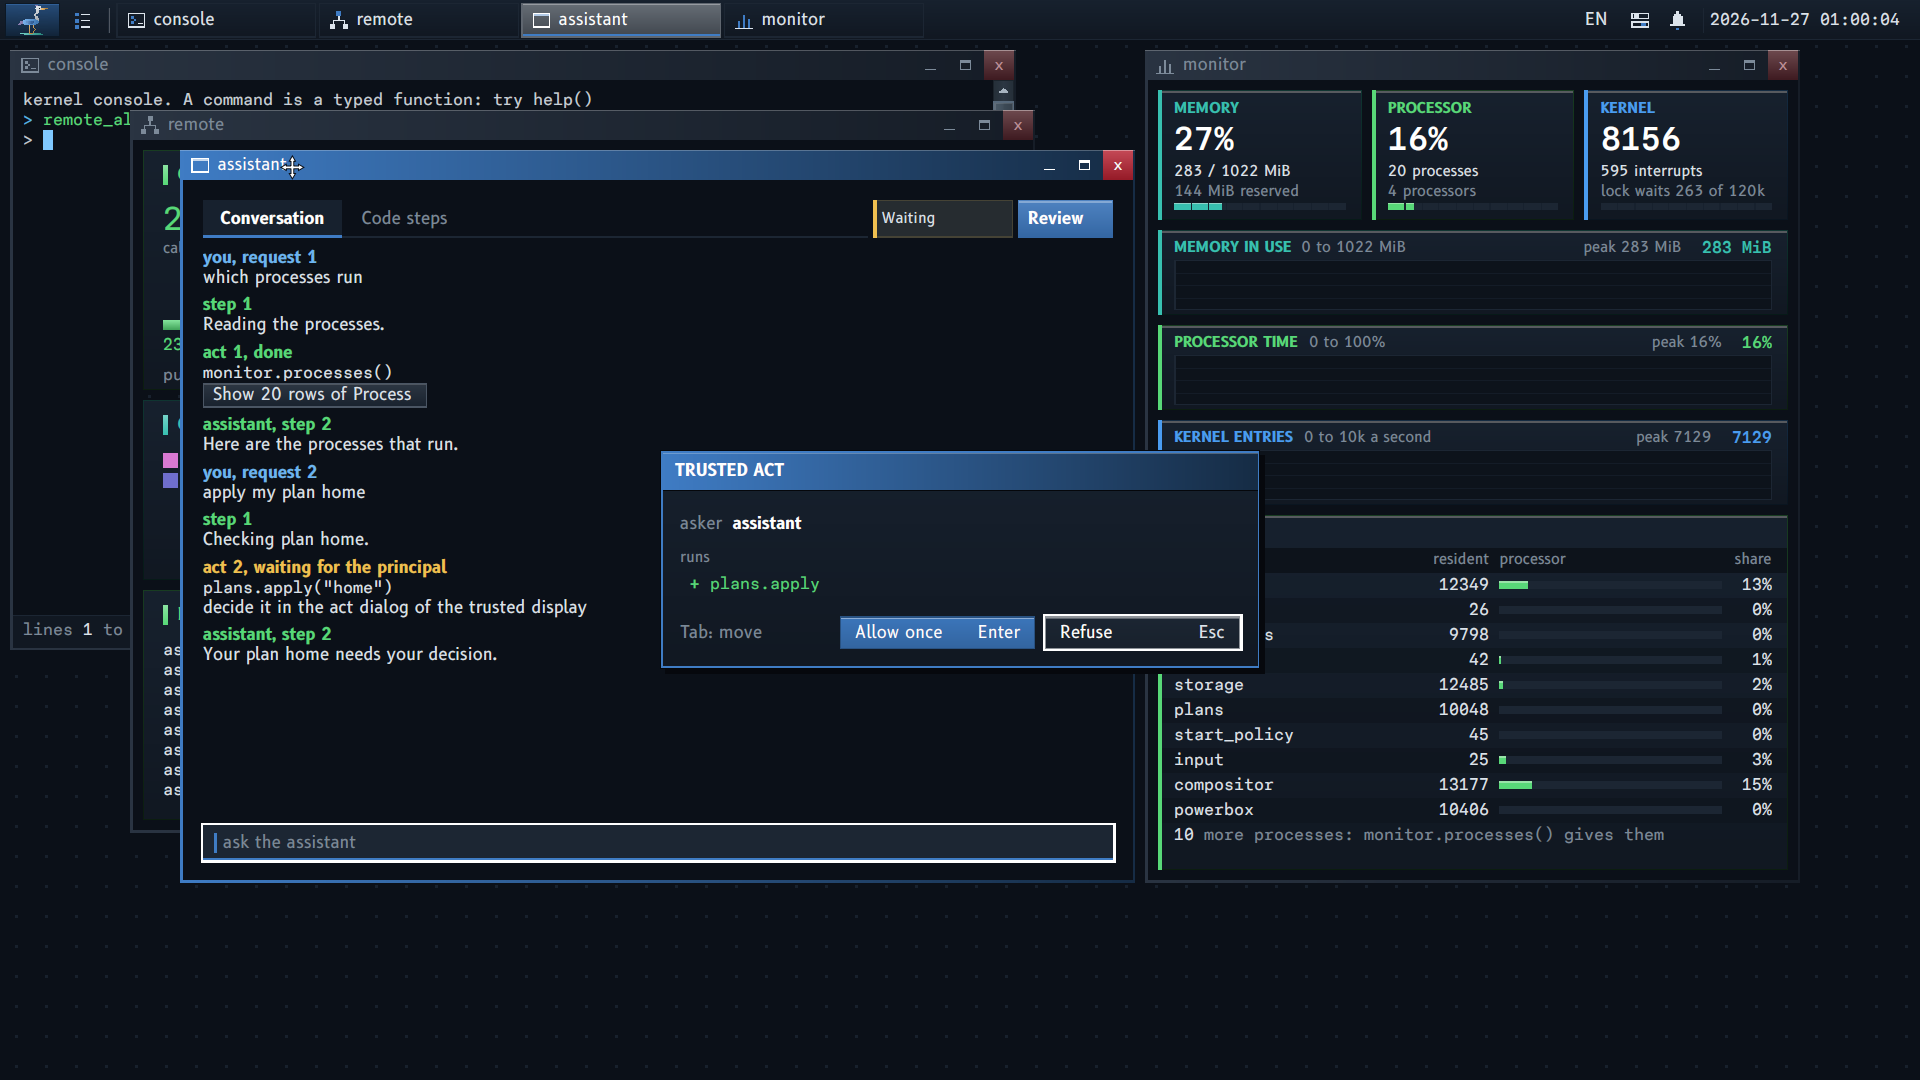 console
remote
assistant
monitor
EN
2026-11-27 01:00:04
console
kernel console. A command is a typed function: try help()
> remote_al
>
lines 1 to
remote
23
as
as
as
as
as
as
as
as
assistant
Conversation
Code steps
Waiting
Review
you, request 1
which processes run
step 1
Reading the processes.
act 1, done
monitor.processes()
Show 20 rows of Process
assistant, step 2
Here are the processes that run.
you, request 2
apply my plan home
step 1
Checking plan home.
act 2, waiting for the principal
plans.apply("home")
decide it in the act dialog of the trusted display
assistant, step 2
Your plan home needs your decision.
ask the assistant
TRUSTED ACT
asker assistant
runs
+ plans.apply
Tab: move
Allow once Enter
Refuse Esc
monitor
MEMORY
27%
283 / 1022 MiB
144 MiB reserved
PROCESSOR
16%
20 processes
4 processors
KERNEL
8156
595 interrupts
lock waits 263 of 120k
MEMORY IN USE 0 to 1022 MiB peak 283 MiB 283 MiB
PROCESSOR TIME 0 to 100% peak 16% 16%
KERNEL ENTRIES 0 to 10k a second peak 7129 7129
resident processor share
12349 13%
26 0%
s 9798 0%
42 1%
storage 12485 2%
plans 10048 0%
start_policy 45 0%
input 25 3%
compositor 13177 15%
powerbox 10406 0%
10 more processes: monitor.processes() gives them